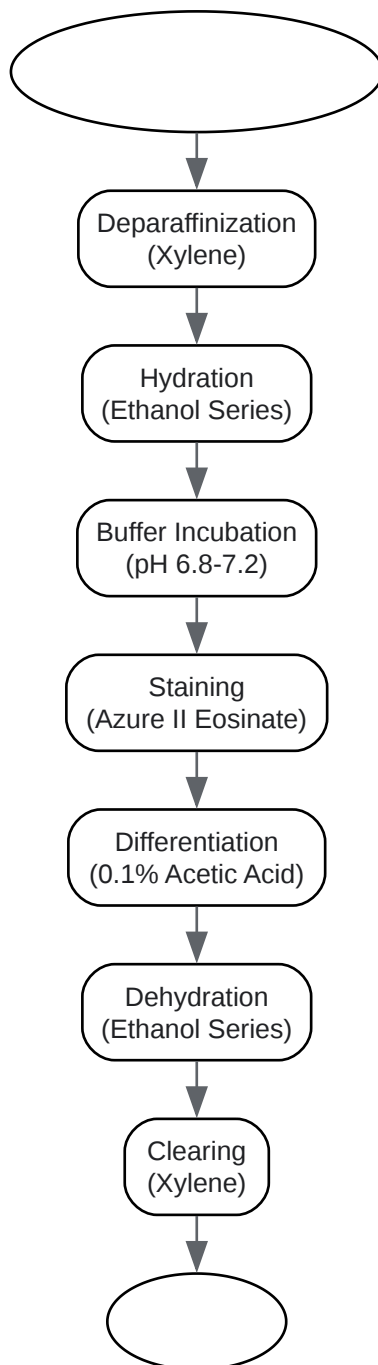 Deparaffinization
(Xylene)
Hydration
(Ethanol Series)
Buffer Incubation
(pH 6.8-7.2)
Staining
(Azure II Eosinate)
Differentiation
(0.1% Acetic Acid)
Dehydration
(Ethanol Series)
Clearing
(Xylene)